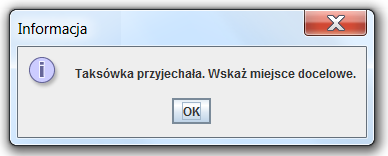 Informacja
Taksówka przyjechała. Wskaż miejsce docelowe.
OK